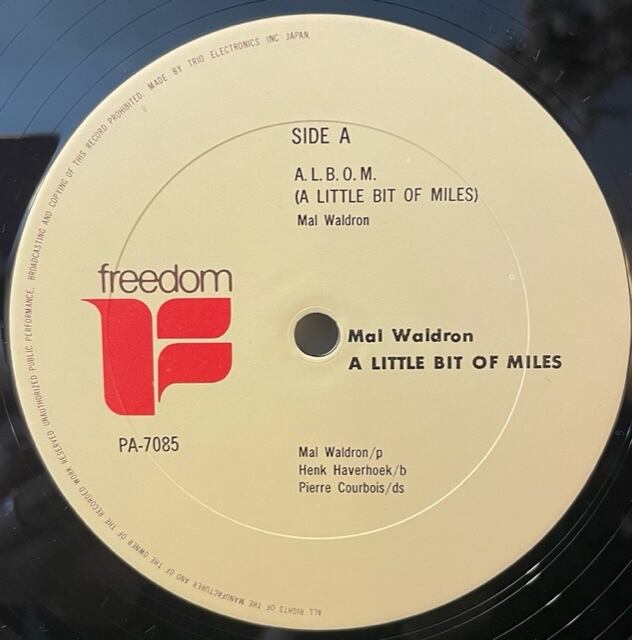 SIDE A
A.L.B.O.M.
(A LITTLE BIT OF MILES)
Mal Waldron
freedom
Mal Waldron
A LITTLE BIT OF MILES
PA-7085
Mal Waldron/p
Henk Haverhoek/b
Pierre Courbois/ds
ALL RIGHTS OF THE MANUFACTURER AND OF THE OWNER OF THE RECORDED WORK RESERVED UNAUTHORIZED PUBLIC PERFORMANCE, BROADCASTING AND COPYING OF THIS RECORD PROHIBITED. MADE BY TRIO ELECTRONICS INC JAPAN.